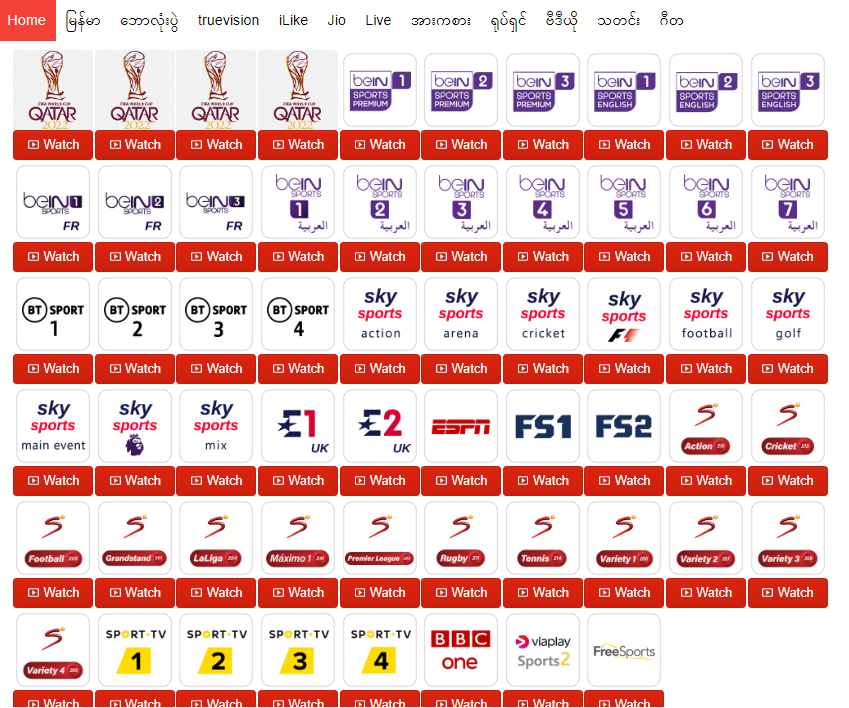 Home မြန်မာ ဘောလုံးပွဲ truevision iLike Jio Live အားကစား ရုပ်ရှင် ဗီဒီယို သတင်း ဂီတ
FIFA WORLD CUP QATAR 2022 FIFA WORLD CUP QATAR 2022 FIFA WORLD CUP QATAR 2022 FIFA WORLD CUP QATAR 2022 beIN 1 SPORTS PREMIUM beIN 2 SPORTS PREMIUM beIN 3 SPORTS PREMIUM beIN 1 SPORTS ENGLISH beIN 2 SPORTS ENGLISH beIN 3 SPORTS ENGLISH
Watch Watch Watch Watch Watch Watch Watch Watch Watch Watch
beIN SPORTS 1 FR beIN SPORTS 2 FR beIN SPORTS 3 FR beIN SPORTS 1 العربية beIN SPORTS 2 العربية beIN SPORTS 3 العربية beIN SPORTS 4 العربية beIN SPORTS 5 العربية beIN SPORTS 6 العربية beIN SPORTS 7 العربية
Watch Watch Watch Watch Watch Watch Watch Watch Watch Watch
BT SPORT 1 BT SPORT 2 BT SPORT 3 BT SPORT 4 sky sports action sky sports arena sky sports cricket sky sports F1 sky sports football sky sports golf
Watch Watch Watch Watch Watch Watch Watch Watch Watch Watch
sky sports main event sky sports sky sports mix E1 UK E2 UK ESPN FS1 FS2 S Action 210 S Cricket 212
Watch Watch Watch Watch Watch Watch Watch Watch Watch Watch
S Football 205 S Grandstand 201 S LaLiga 204 S Máximo 1 241 S Premier League 203 S Rugby 211 S Tennis 214 S Variety 1 206 S Variety 2 207 S Variety 3 208
Watch Watch Watch Watch Watch Watch Watch Watch Watch Watch
S Variety 4 209 SPORT·TV 1 SPORT·TV 2 SPORT·TV 3 SPORT·TV 4 BBC one viaplay Sports2 FreeSports
Watch Watch Watch Watch Watch Watch Watch Watch